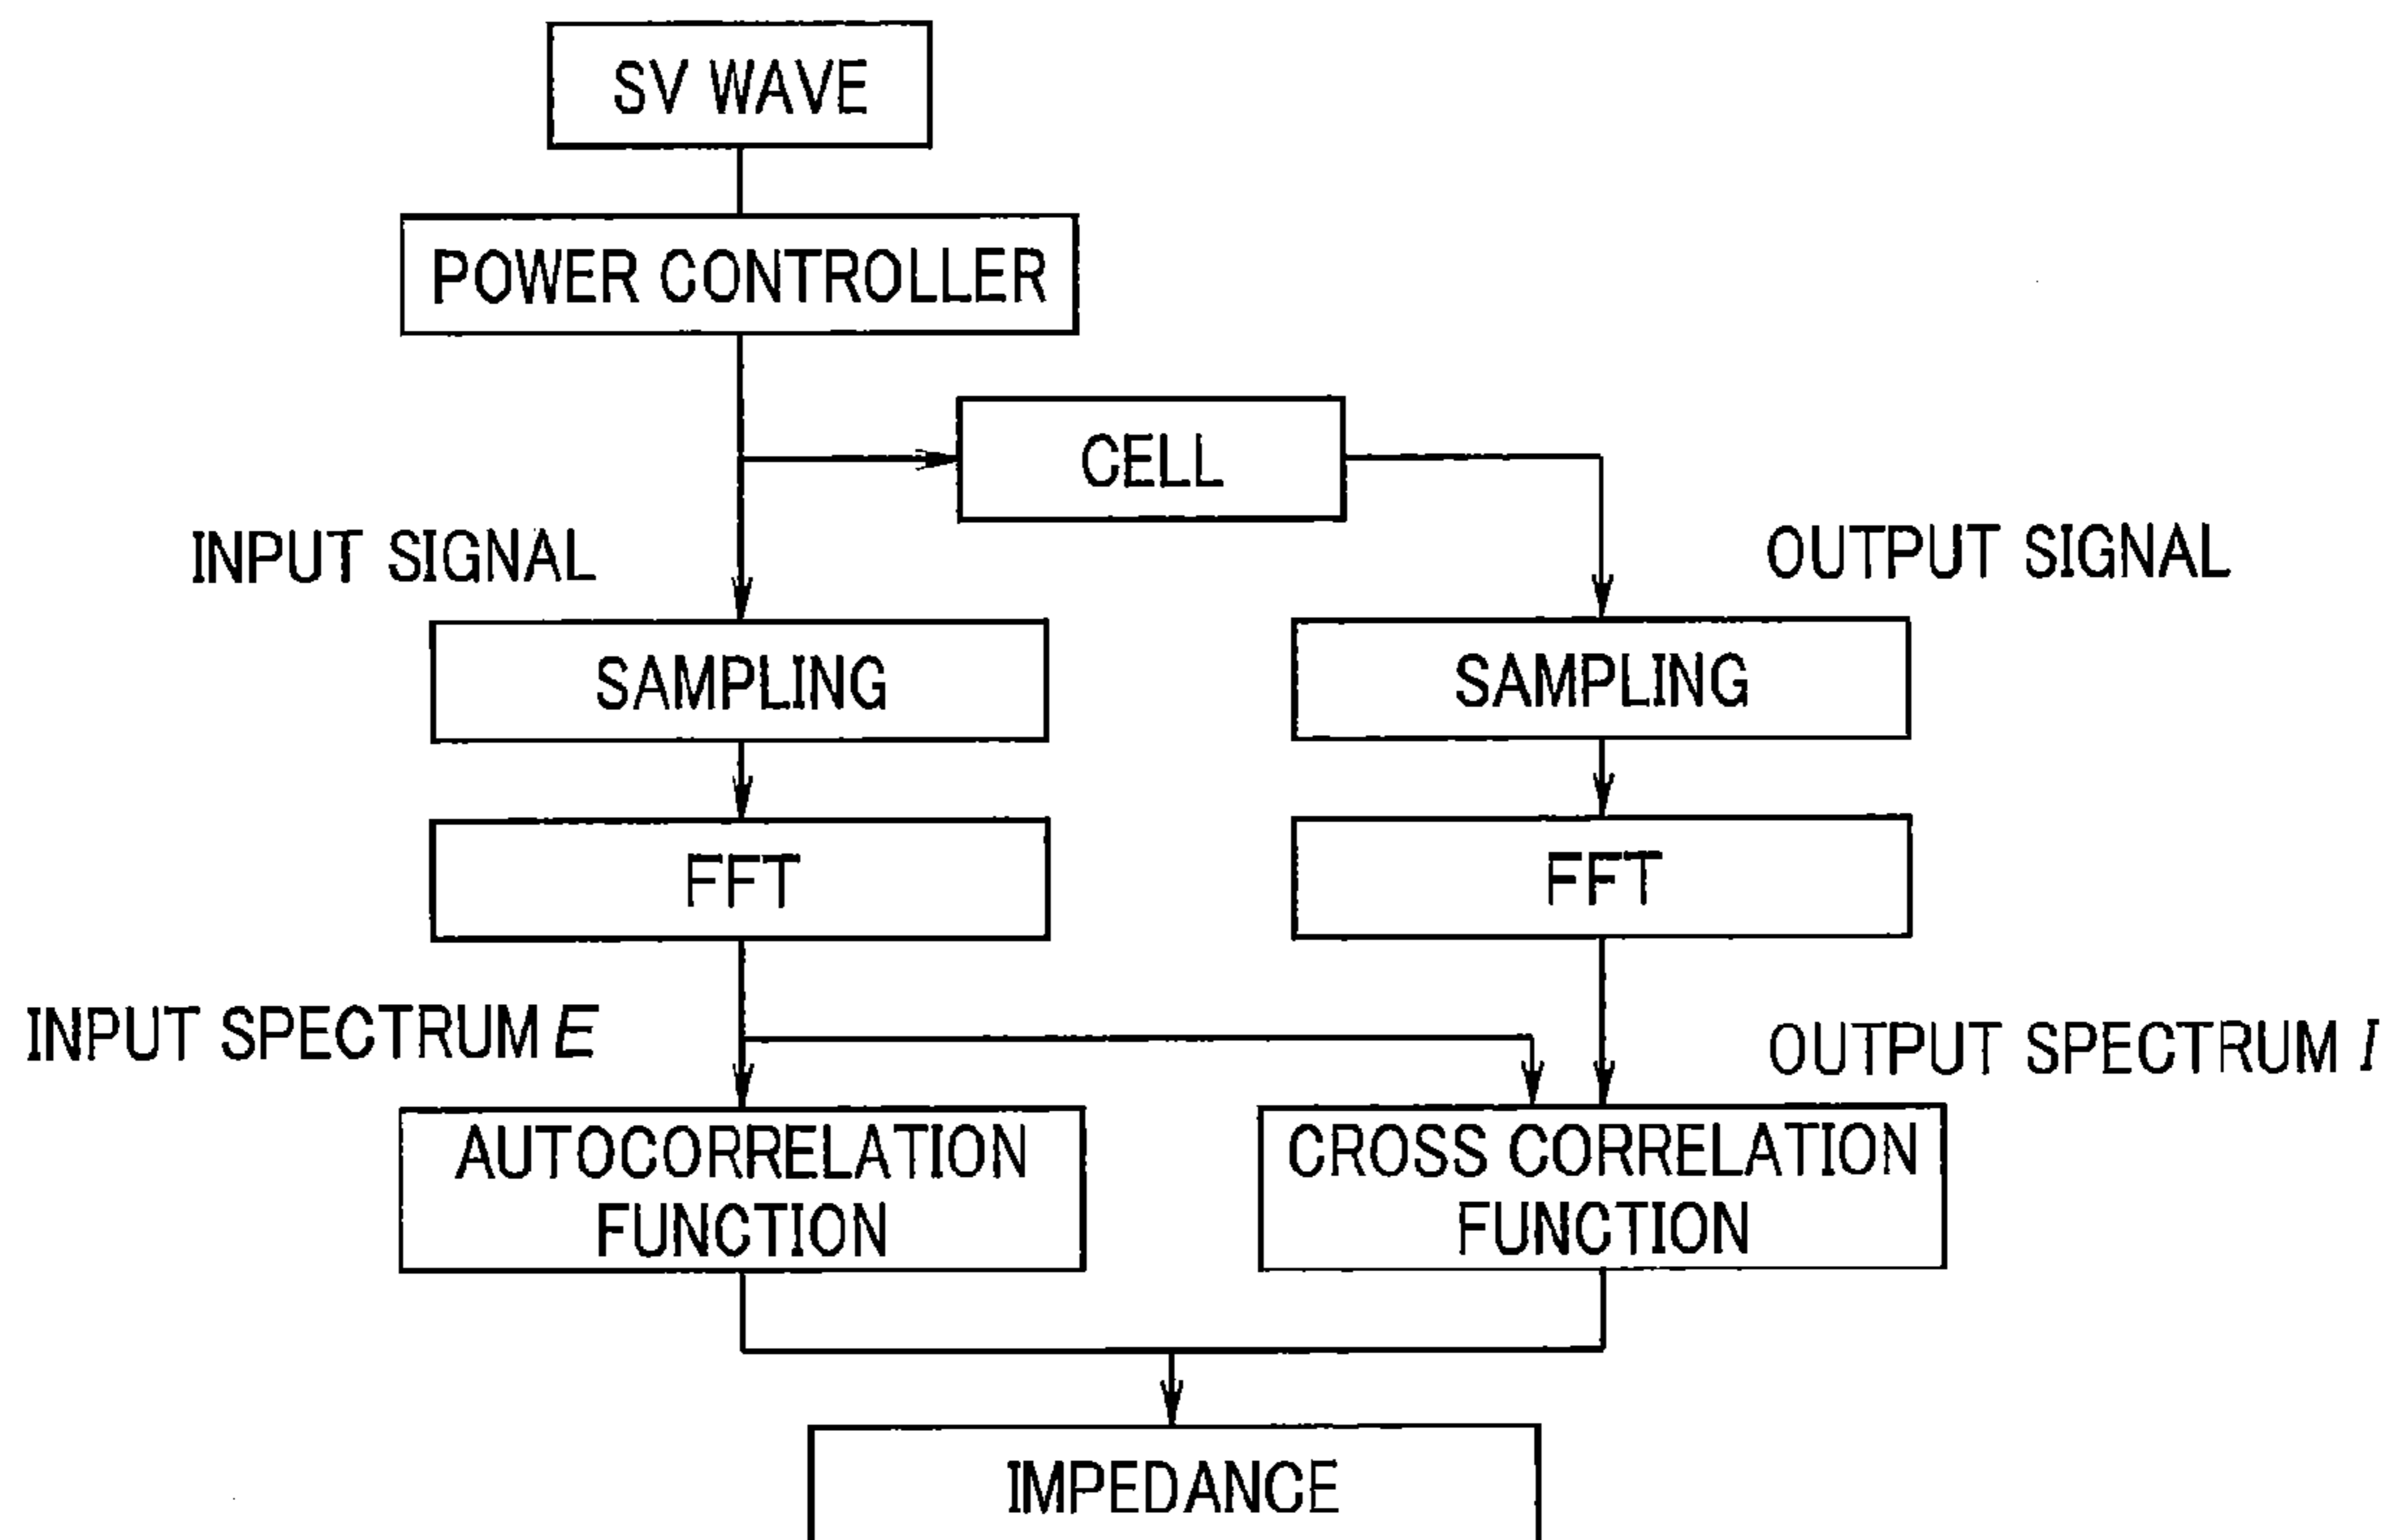 SV WAVE
POWER CONTROLLER
CELL
INPUT SIGNAL
OUTPUT SIGNAL
SAMPLING
SAMPLING
FFT
FFT
INPUT SPECTRUM E
OUTPUT SPECTRUM I
AUTOCORRELATION
FUNCTION
CROSS CORRELATION
FUNCTION
IMPEDANCE